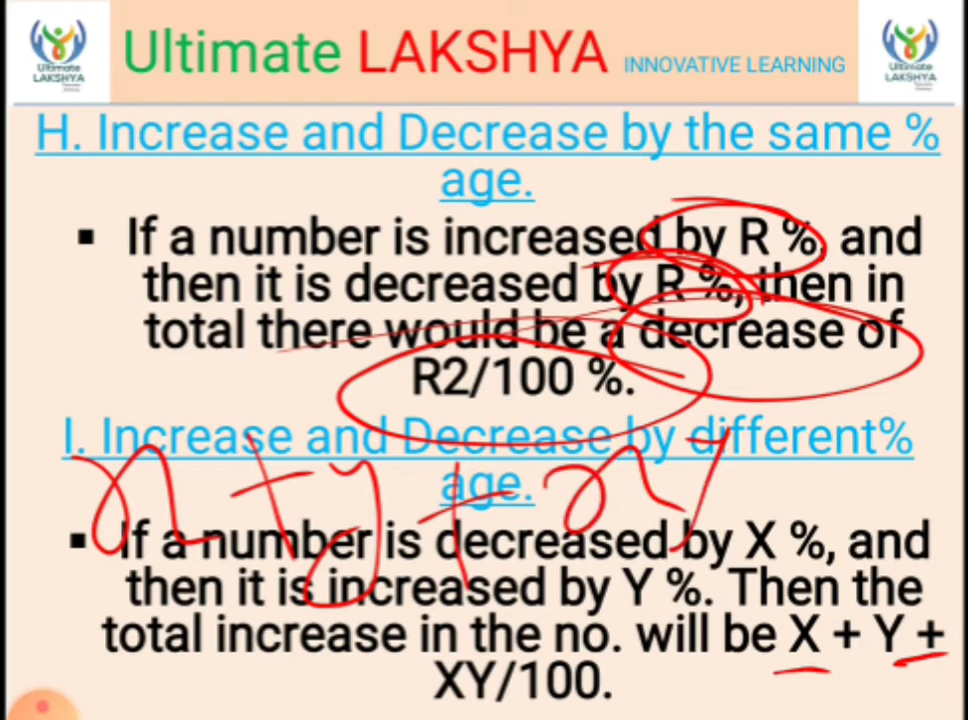 Ultimate LAKSHYA
Ultimate LAKSHYA INNOVATIVE LEARNING
Ultimate LAKSHYA
H. Increase and Decrease by the same %
age.
▪ If a number is increased by R %, and
then it is decreased by R %, then in
total there would be a decrease of
R2/100 %.
I. Increase and Decrease by different%
age.
x + y + xy
▪ If a number is decreased by X %, and
then it is increased by Y %. Then the
total increase in the no. will be X + Y +
XY/100.